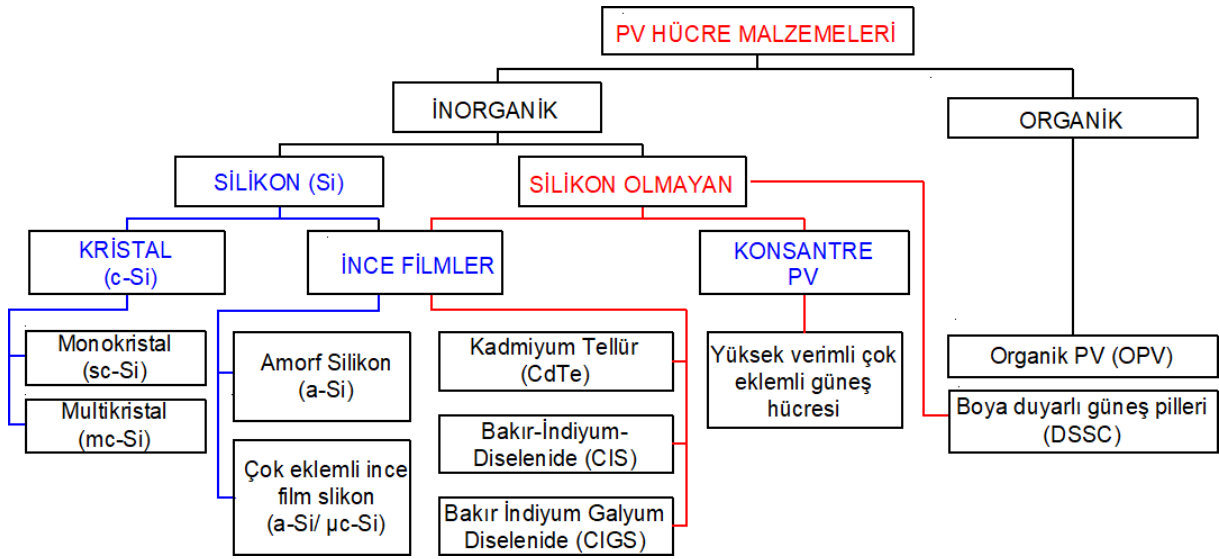 PV HÜCRE MALZEMELERİ
İNORGANİK
ORGANİK
SİLİKON (Si)
SİLİKON OLMAYAN
KRİSTAL
(c-Si)
İNCE FİLMLER
KONSANTRE
PV
Monokristal
(sc-Si)
Multikristal
(mc-Si)
Amorf Silikon
(a-Si)
Çok eklemli ince
film slikon
(a-Si/ µc-Si)
Kadmiyum Tellür
(CdTe)
Bakır-İndiyum-
Diselenide (CIS)
Bakır İndiyum Galyum
Diselenide (CIGS)
Yüksek verimli çok
eklemli güneş
hücresi
Organik PV (OPV)
Boya duyarlı güneş pilleri
(DSSC)